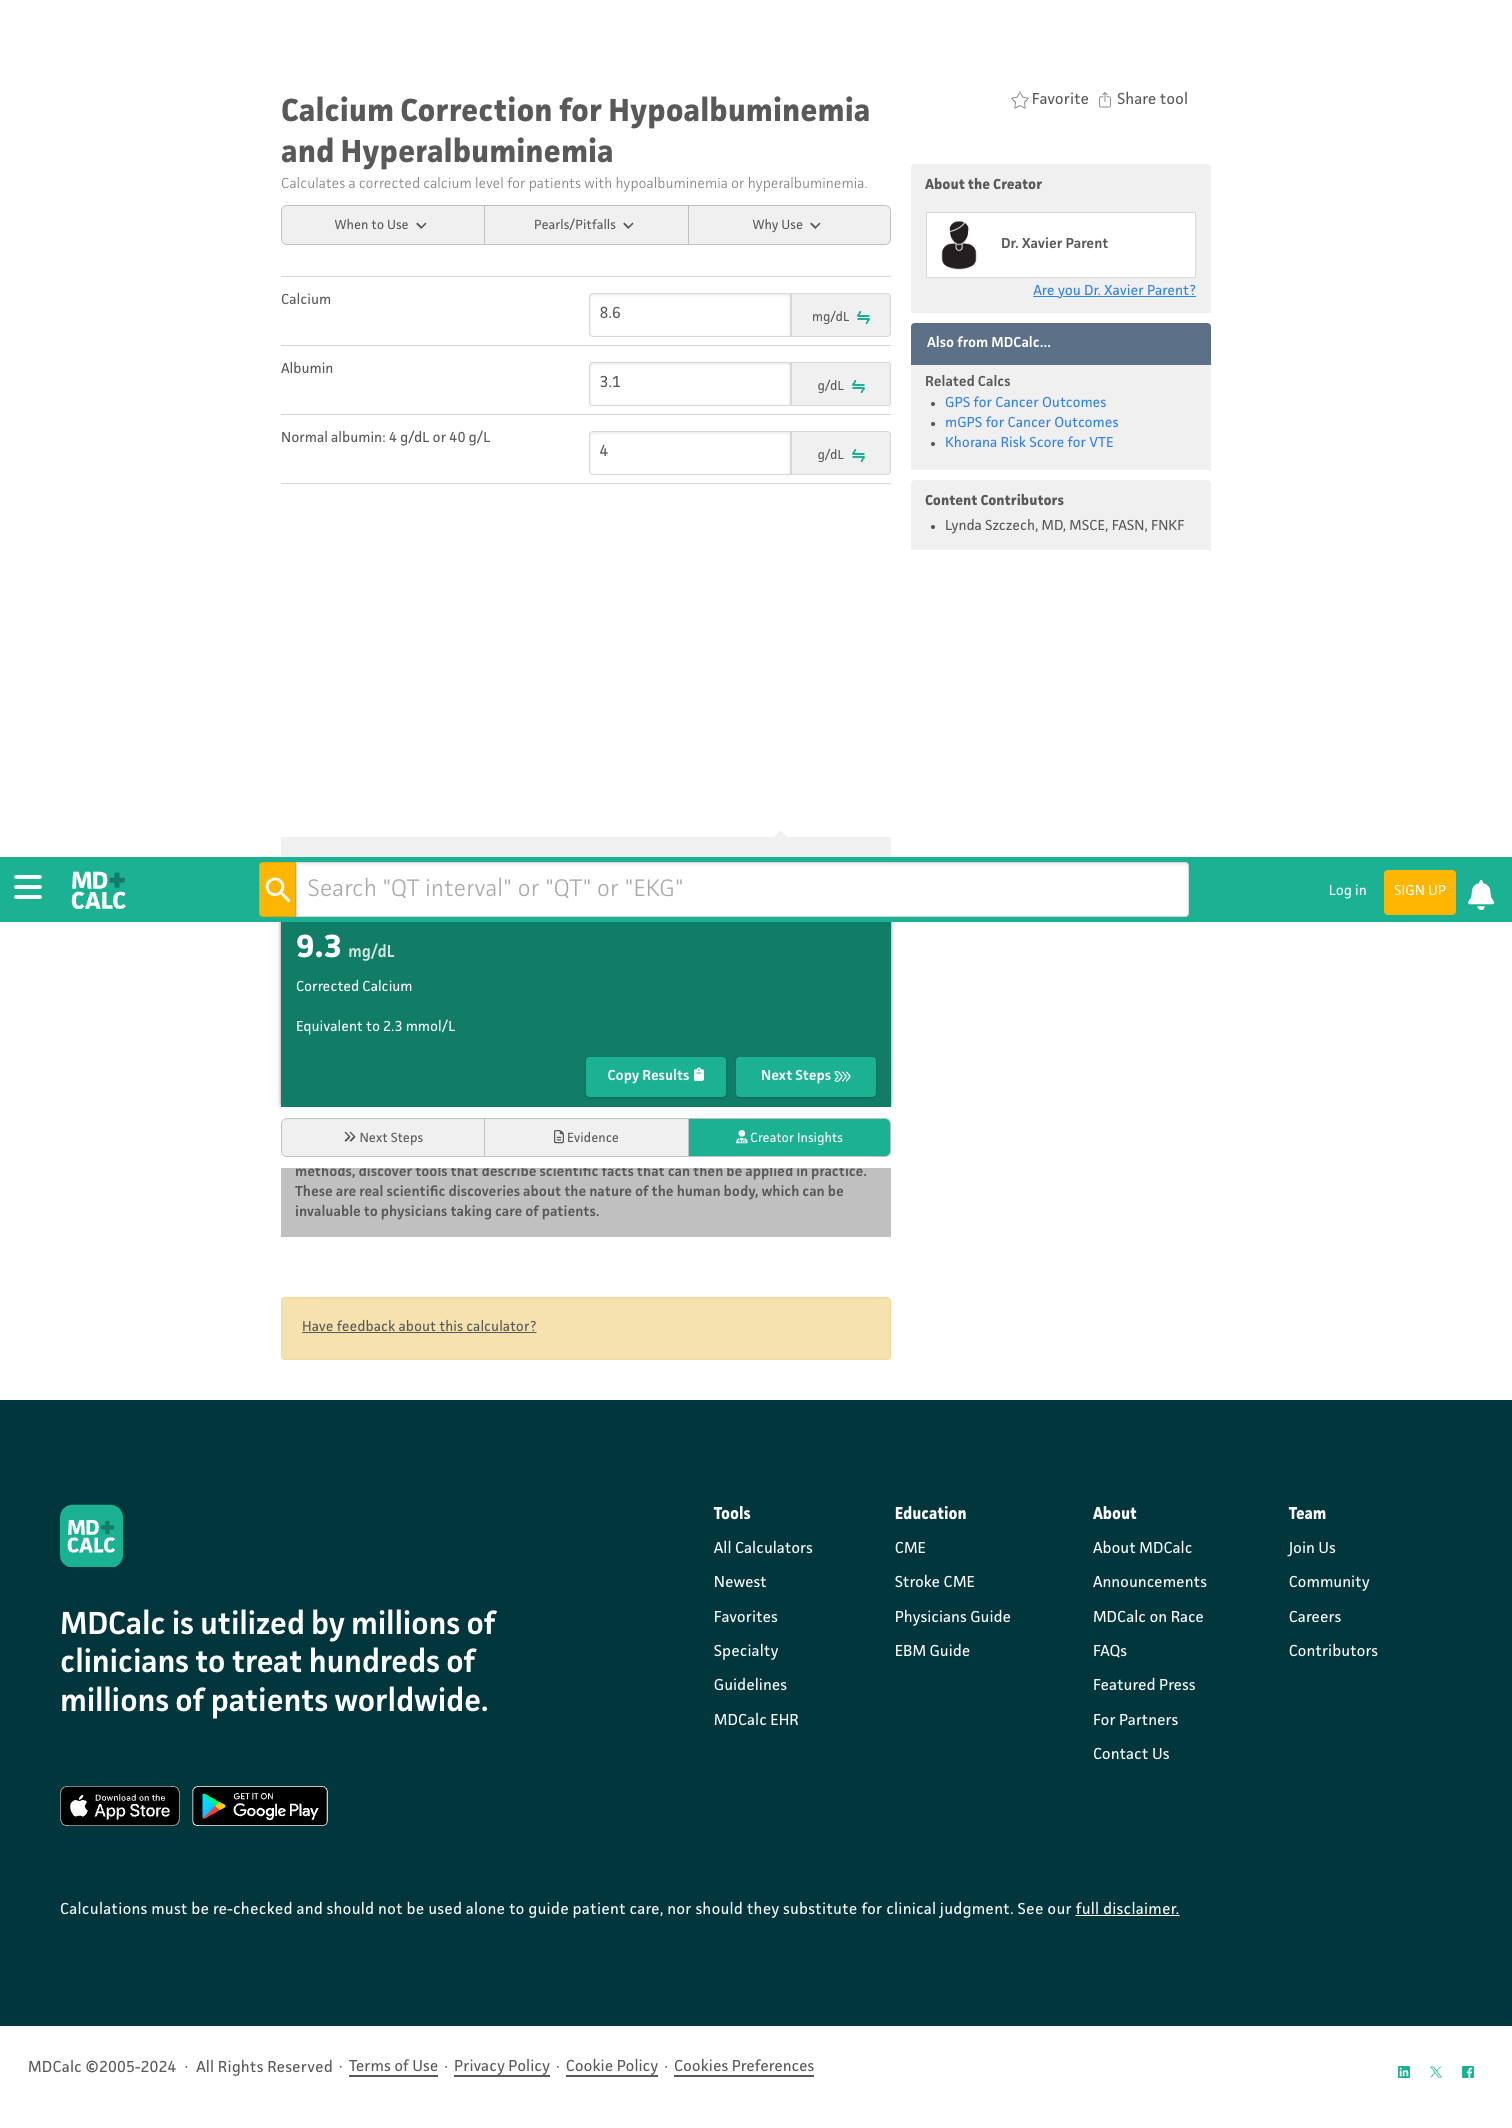 Calcium Correction for Hypoalbuminemia
and Hyperalbuminemia
Calculates a corrected calcium level for patients with hypoalbuminemia or hyperalbuminemia.
Favorite Share tool
When to Use Pearls/Pitfalls Why Use
Calcium 8.6 mg/dL
Albumin 3.1 g/dL
Normal albumin: 4 g/dL or 40 g/L 4 g/dL
About the Creator
Dr. Xavier Parent
Are you Dr. Xavier Parent?
Also from MDCalc...
Related Calcs
• GPS for Cancer Outcomes
• mGPS for Cancer Outcomes
• Khorana Risk Score for VTE
Content Contributors
• Lynda Szczech, MD, MSCE, FASN, FNKF
MD+
CALC
Search "QT interval" or "QT" or "EKG"
Log in SIGN UP
9.3 mg/dL
Corrected Calcium
Equivalent to 2.3 mmol/L
Copy Results Next Steps
Next Steps Evidence Creator Insights
methods, discover tools that describe scientific facts that can then be applied in practice.
These are real scientific discoveries about the nature of the human body, which can be
invaluable to physicians taking care of patients.
Have feedback about this calculator?
MD+
CALC
MDCalc is utilized by millions of
clinicians to treat hundreds of
millions of patients worldwide.
Download on the
App Store
GET IT ON
Google Play
Tools
All Calculators
Newest
Favorites
Specialty
Guidelines
MDCalc EHR
Education
CME
Stroke CME
Physicians Guide
EBM Guide
About
About MDCalc
Announcements
MDCalc on Race
FAQs
Featured Press
For Partners
Contact Us
Team
Join Us
Community
Careers
Contributors
Calculations must be re-checked and should not be used alone to guide patient care, nor should they substitute for clinical judgment. See our full disclaimer.
MDCalc ©2005-2024 · All Rights Reserved · Terms of Use · Privacy Policy · Cookie Policy · Cookies Preferences